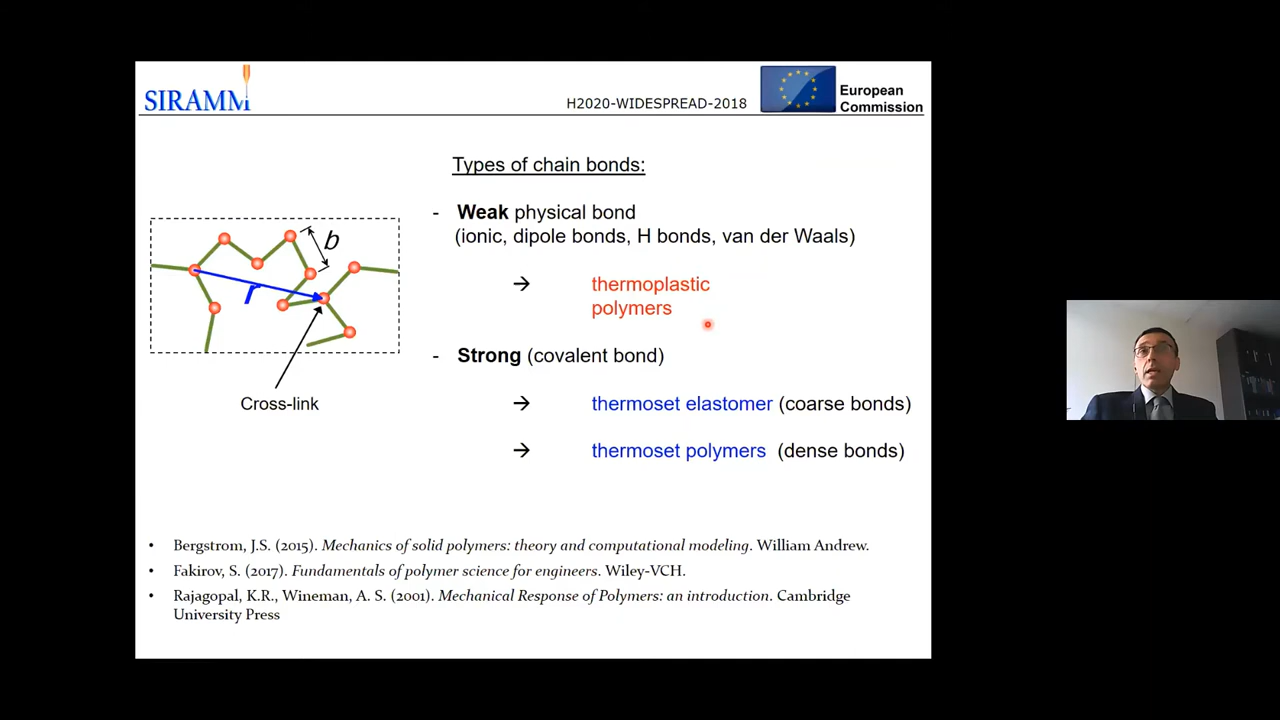 SIRAMM
H2020-WIDESPREAD-2018
European
Commission
Types of chain bonds:
- Weak physical bond
(ionic, dipole bonds, H bonds, van der Waals)
→ thermoplastic
polymers
- Strong (covalent bond)
→ thermoset elastomer (coarse bonds)
→ thermoset polymers (dense bonds)
b
r
Cross-link
• Bergstrom, J.S. (2015). Mechanics of solid polymers: theory and computational modeling. William Andrew.
• Fakirov, S. (2017). Fundamentals of polymer science for engineers. Wiley-VCH.
• Rajagopal, K.R., Wineman, A. S. (2001). Mechanical Response of Polymers: an introduction. Cambridge
University Press